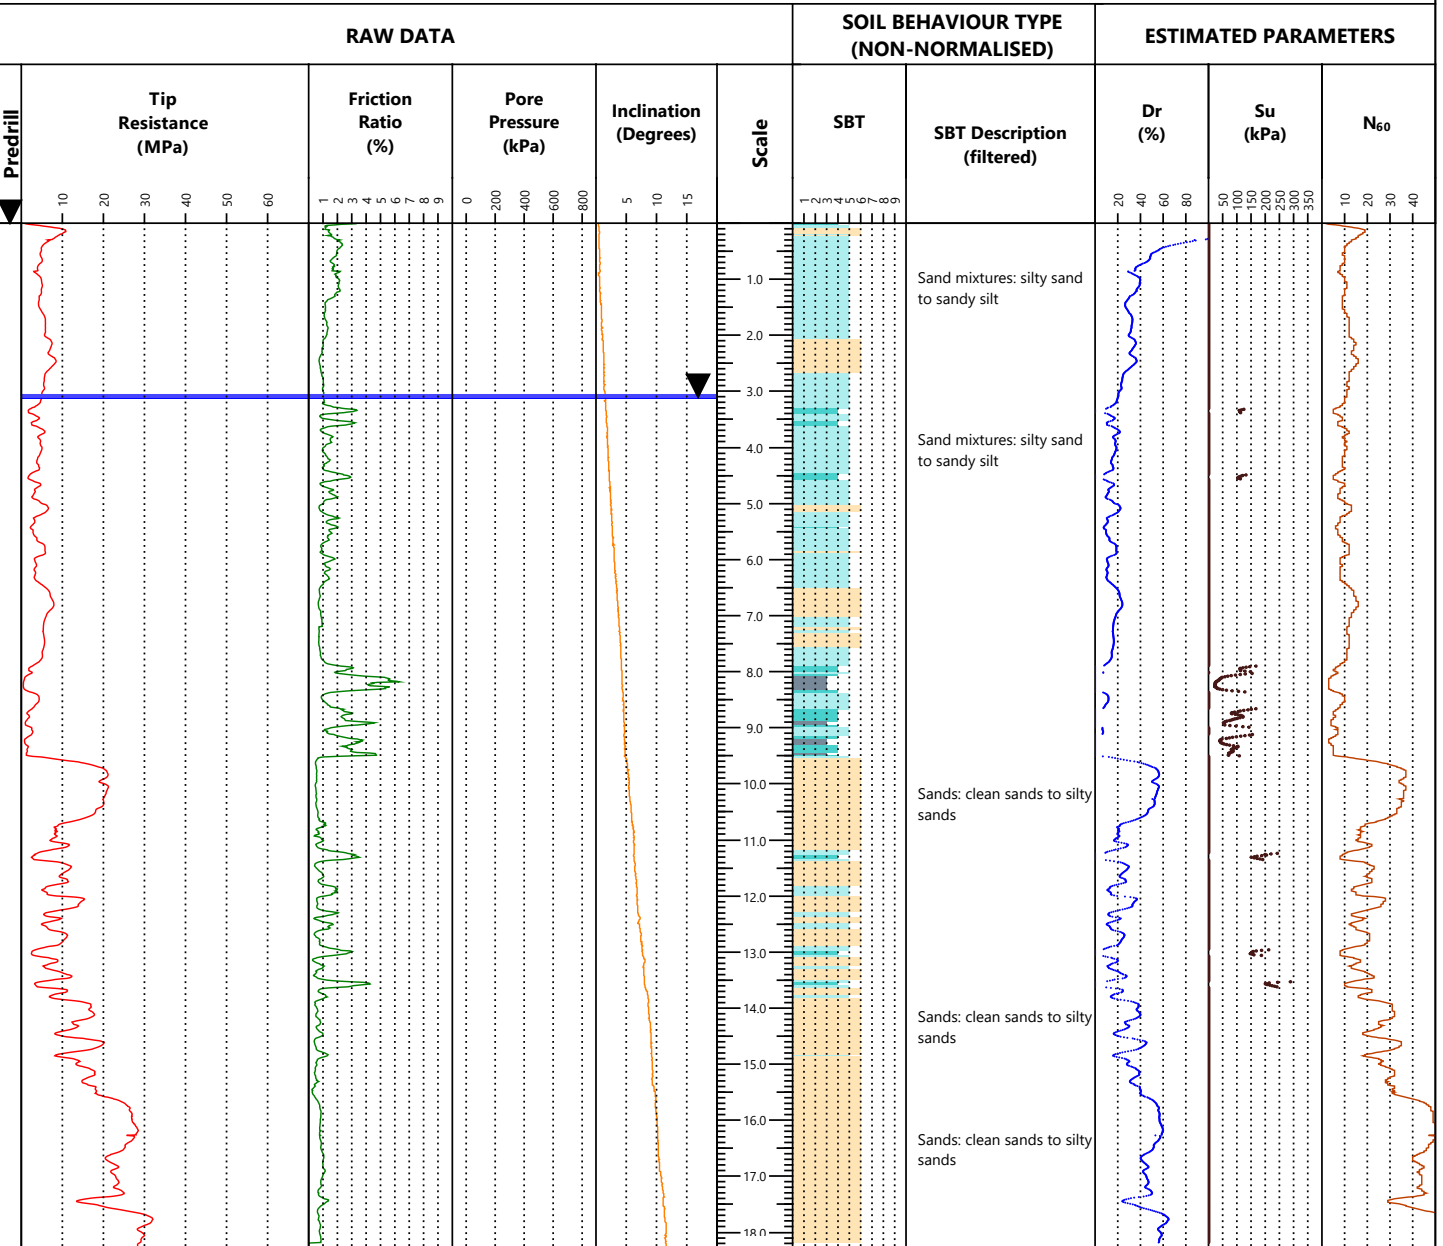 RAW DATA
SOIL BEHAVIOUR TYPE
(NON-NORMALISED)
ESTIMATED PARAMETERS
Predrill
Tip
Resistance
(MPa)
Friction
Ratio
(%)
Pore
Pressure
(kPa)
Inclination
(Degrees)
Scale
SBT
SBT Description
(filtered)
Dr
(%)
Su
(kPa)
N60
10 20 30 40 50 60
1 2 3 4 5 6 7 8 9
0 200 400 600 800
5 10 15
1 2 3 4 5 6 7 8 9
20 40 60 80
50 100 150 200 250 300 350
10 20 30 40
1.0
Sand mixtures: silty sand
to sandy silt
2.0
3.0
4.0
Sand mixtures: silty sand
to sandy silt
5.0
6.0
7.0
8.0
9.0
10.0
Sands: clean sands to silty
sands
11.0
12.0
13.0
14.0
Sands: clean sands to silty
sands
15.0
16.0
Sands: clean sands to silty
sands
17.0
18.0